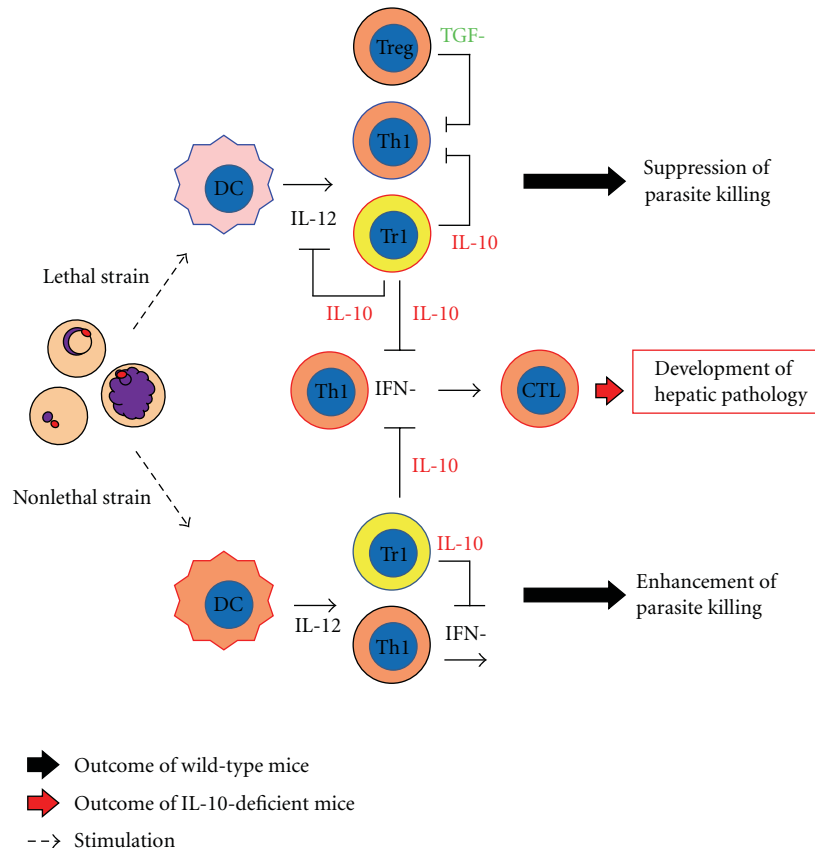 TGF-
Treg
Th1
DC
IL-12
Tr1
IL-10
Suppression of
parasite killing
Lethal strain
IL-10
IL-10
Th1
IFN-
CTL
Development of
hepatic pathology
IL-10
Nonlethal strain
Tr1
IL-10
DC
IL-12
Th1
IFN-
Enhancement of
parasite killing
Outcome of wild-type mice
Outcome of IL-10-deficient mice
Stimulation